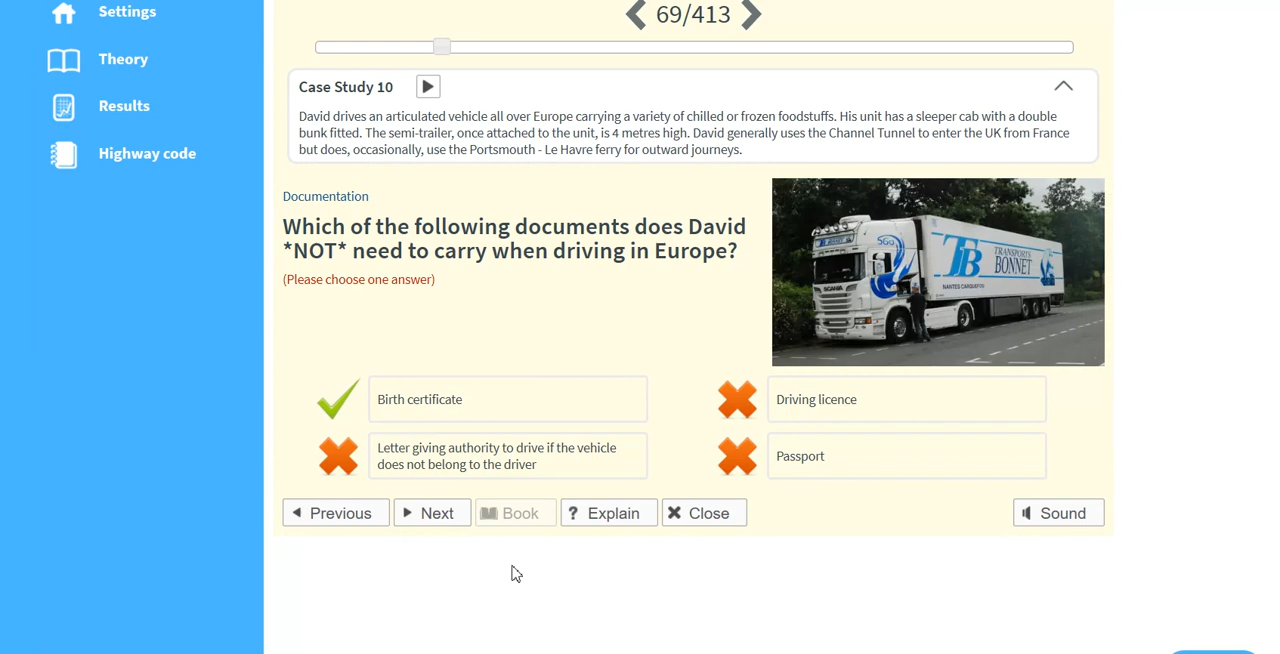 Settings
Theory
Results
Highway code
69/413
Case Study 10
David drives an articulated vehicle all over Europe carrying a variety of chilled or frozen foodstuffs. His unit has a sleeper cab with a double
bunk fitted. The semi-trailer, once attached to the unit, is 4 metres high. David generally uses the Channel Tunnel to enter the UK from France
but does, occasionally, use the Portsmouth - Le Havre ferry for outward journeys.
Documentation
Which of the following documents does David
*NOT* need to carry when driving in Europe?
(Please choose one answer)
TB
TRANSPORTS
BONNET
NANTES CARQUEFOU
SCANIA
Birth certificate
Driving licence
Letter giving authority to drive if the vehicle
does not belong to the driver
Passport
Previous
Next
Book
? Explain
Close
Sound